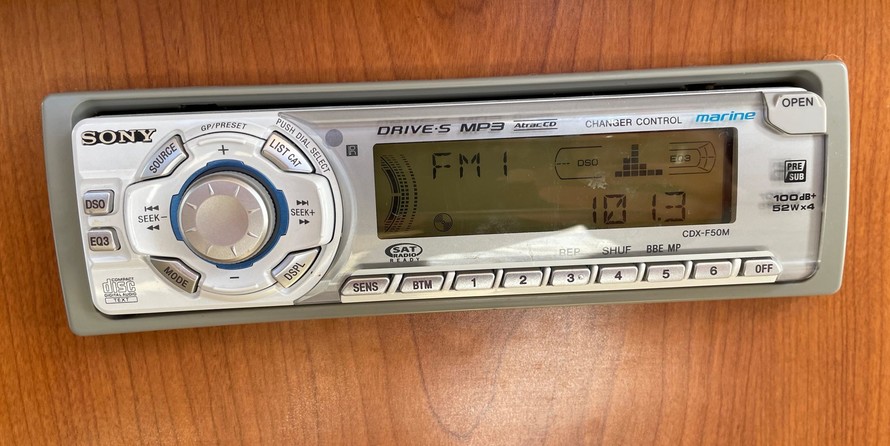 SONY
GP/PRESET
PUSH DIAL SELECT
DRIVE·S MP3 Atrac CD CHANGER CONTROL marine
OPEN
SOURCE
+
LIST CAT
FM1
DSO
EQ3
101.3
PRE SUB
100dB+
52W×4
DSO
EQ3
SEEK−
SEEK+
MODE
−
DSPL
COMPACT
disc
DIGITAL AUDIO
TEXT
SAT
RADIO
READY
CDX-F50M
REP SHUF BBE MP
SENS BTM 1 2 3 4 5 6 OFF